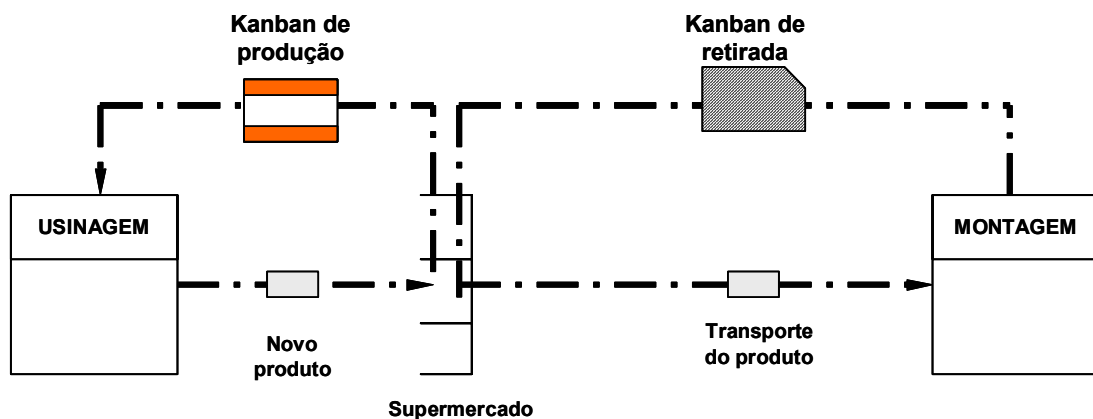 Kanban de
produção
Kanban de
retirada
USINAGEM
MONTAGEM
Novo
produto
Transporte
do produto
Supermercado